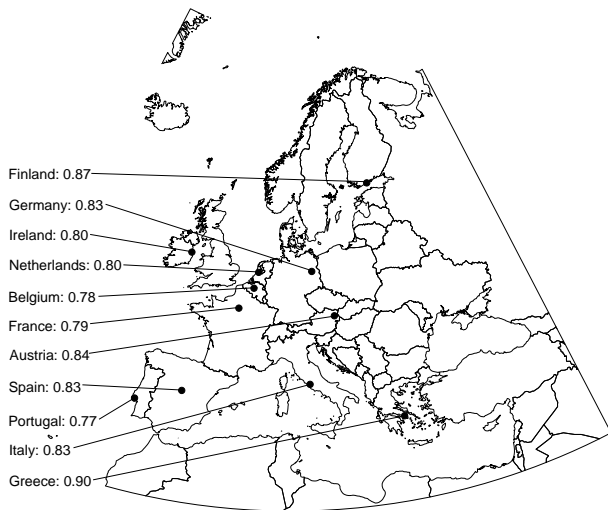 Finland: 0.87
Germany: 0.83
Ireland: 0.80
Netherlands: 0.80
Belgium: 0.78
France: 0.79
Austria: 0.84
Spain: 0.83
Portugal: 0.77
Italy: 0.83
Greece: 0.90